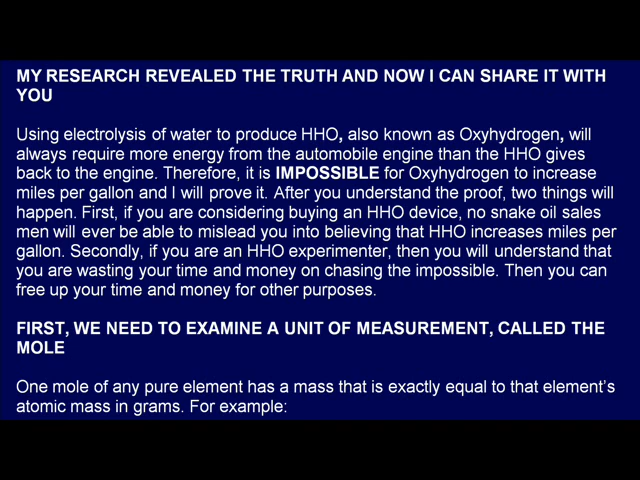 MY RESEARCH REVEALED THE TRUTH AND NOW I CAN SHARE IT WITH
YOU
Using electrolysis of water to produce HHO, also known as Oxyhydrogen, will
always require more energy from the automobile engine than the HHO gives
back to the engine. Therefore, it is IMPOSSIBLE for Oxyhydrogen to increase
miles per gallon and I will prove it. After you understand the proof, two things will
happen. First, if you are considering buying an HHO device, no snake oil sales
men will ever be able to mislead you into believing that HHO increases miles per
gallon. Secondly, if you are an HHO experimenter, then you will understand that
you are wasting your time and money on chasing the impossible. Then you can
free up your time and money for other purposes.
FIRST, WE NEED TO EXAMINE A UNIT OF MEASUREMENT, CALLED THE
MOLE
One mole of any pure element has a mass that is exactly equal to that element’s
atomic mass in grams. For example: